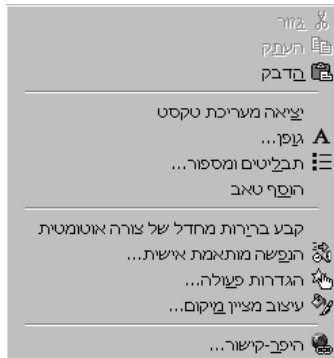 גזור
העתק
הדבק
יציאה מעריכת טקסט
גופן...
תבליטים ומספור...
הוסף טאב
קבע ברירות מחדל של צורה אוטומטית
הנפשה מותאמת אישית...
הגדרות פעולה...
עיצוב מציין מיקום...
היפר-קישור...